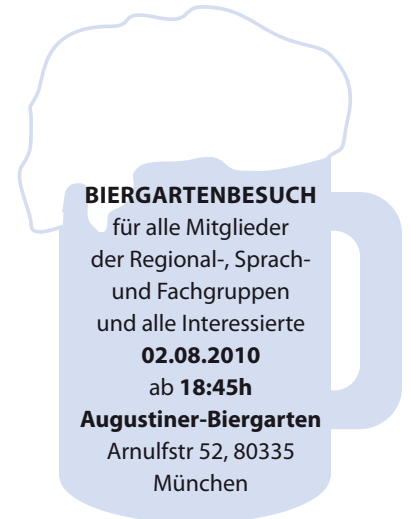 BIERGARTENBESUCH
für alle Mitglieder
der Regional-, Sprach-
und Fachgruppen
und alle Interessierte
02.08.2010
ab 18:45h
Augustiner-Biergarten
Arnulfstr 52, 80335
München